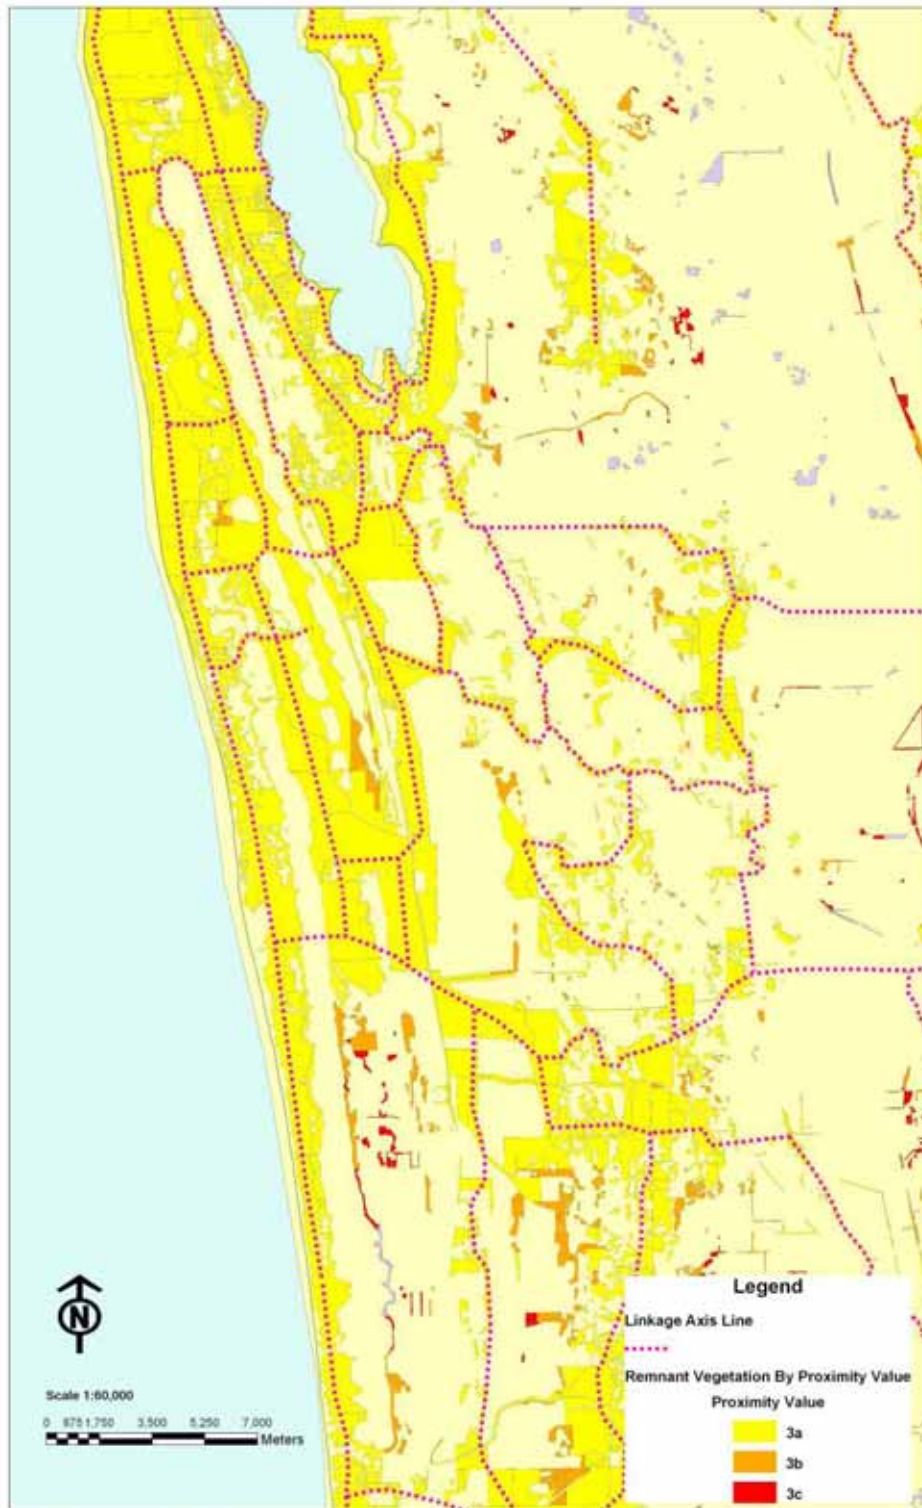 Legend
Linkage Axis Line
Remnant Vegetation By Proximity Value
Proximity Value
3a
3b
3c
N
Scale 1:60,000
0 875 1,750 3,500 5,250 7,000
Meters